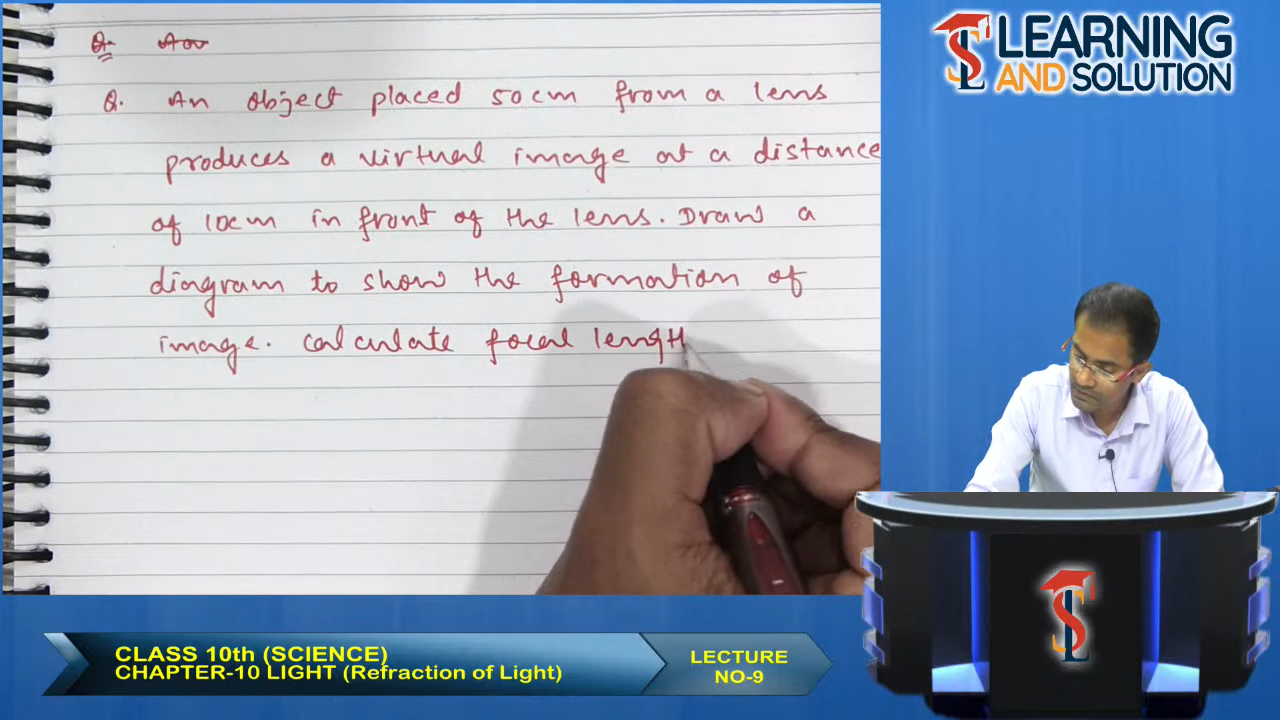 Q. An
Q. An object placed 50cm from a lens
produces a virtual image at a distance
of 10cm in front of the lens. Draw a
diagram to show the formation of
image. calculate focal length
LEARNING
AND SOLUTION
CLASS 10th (SCIENCE)
CHAPTER-10 LIGHT (Refraction of Light)
LECTURE
NO-9